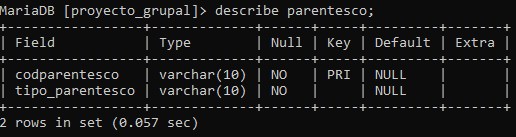 MariaDB [proyecto_grupal]> describe parentesco;
+-----------------+-------------+------+-----+---------+-------+
| Field           | Type        | Null | Key | Default | Extra |
+-----------------+-------------+------+-----+---------+-------+
| codparentesco   | varchar(10) | NO   | PRI | NULL    |       |
| tipo_parentesco | varchar(10) | NO   |     | NULL    |       |
+-----------------+-------------+------+-----+---------+-------+
2 rows in set (0.057 sec)